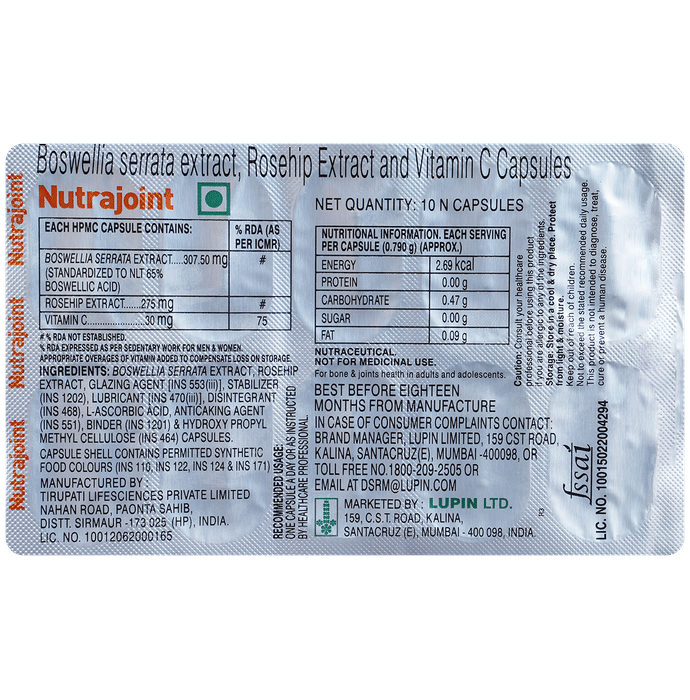 Boswellia serrata extract, Rosehip Extract and Vitamin C Capsules
Nutrajoint
EACH HPMC CAPSULE CONTAINS: % RDA (AS PER ICMR)
BOSWELLIA SERRATA EXTRACT.....307.50 mg #
(STANDARDIZED TO NLT 65%
BOSWELLIC ACID)
ROSEHIP EXTRACT.......275 mg #
VITAMIN C..............30 mg 75
# % RDA NOT ESTABLISHED.
% RDA EXPRESSED AS PER SEDENTARY WORK FOR MEN & WOMEN.
APPROPRIATE OVERAGES OF VITAMIN ADDED TO COMPENSATE LOSS ON STORAGE.
INGREDIENTS: BOSWELLIA SERRATA EXTRACT, ROSEHIP
EXTRACT, GLAZING AGENT [INS 553(iii)], STABILIZER
(INS 1202), LUBRICANT [INS 470(iii)], DISINTEGRANT
(INS 468), L-ASCORBIC ACID, ANTICAKING AGENT
(INS 551), BINDER (INS 1201) & HYDROXY PROPYL
METHYL CELLULOSE (INS 464) CAPSULES.
CAPSULE SHELL CONTAINS PERMITTED SYNTHETIC
FOOD COLOURS (INS 110, INS 122, INS 124 & INS 171)
MANUFACTURED BY :
TIRUPATI LIFESCIENCES PRIVATE LIMITED
NAHAN ROAD, PAONTA SAHIB,
DISTT. SIRMAUR -173 025 (HP), INDIA.
LIC. NO. 10012062000165
RECOMMENDED USAGE:
ONE CAPSULE A DAY OR AS INSTRUCTED
BY HEALTHCARE PROFESSIONAL.
NET QUANTITY: 10 N CAPSULES
NUTRITIONAL INFORMATION. EACH SERVING
PER CAPSULE (0.790 g) (APPROX.)
ENERGY 2.69 kcal
PROTEIN 0.00 g
CARBOHYDRATE 0.47 g
SUGAR 0.00 g
FAT 0.09 g
NUTRACEUTICAL.
NOT FOR MEDICINAL USE.
For bone & joints health in adults and adolescents.
BEST BEFORE EIGHTEEN
MONTHS FROM MANUFACTURE
IN CASE OF CONSUMER COMPLAINTS CONTACT:
BRAND MANAGER, LUPIN LIMITED, 159 CST ROAD,
KALINA, SANTACRUZ(E), MUMBAI -400098, OR
TOLL FREE NO.1800-209-2505 OR
EMAIL AT DSRM@LUPIN.COM
MARKETED BY : LUPIN LTD.
159, C.S.T. ROAD, KALINA,
SANTACRUZ (E), MUMBAI - 400 098, INDIA.
R3
Caution: Consult your healthcare
professional before using this product
if you are allergic to any of the ingredients.
Storage: Store in a cool & dry place. Protect
from light & moisture.
Keep out of reach of children.
Not to exceed the stated recommended daily usage.
This product is not intended to diagnose, treat,
cure or prevent a human disease.
fssai
LIC. NO. 10015022004294
Nutrajoint
Nutrajoint
Nutrajoint